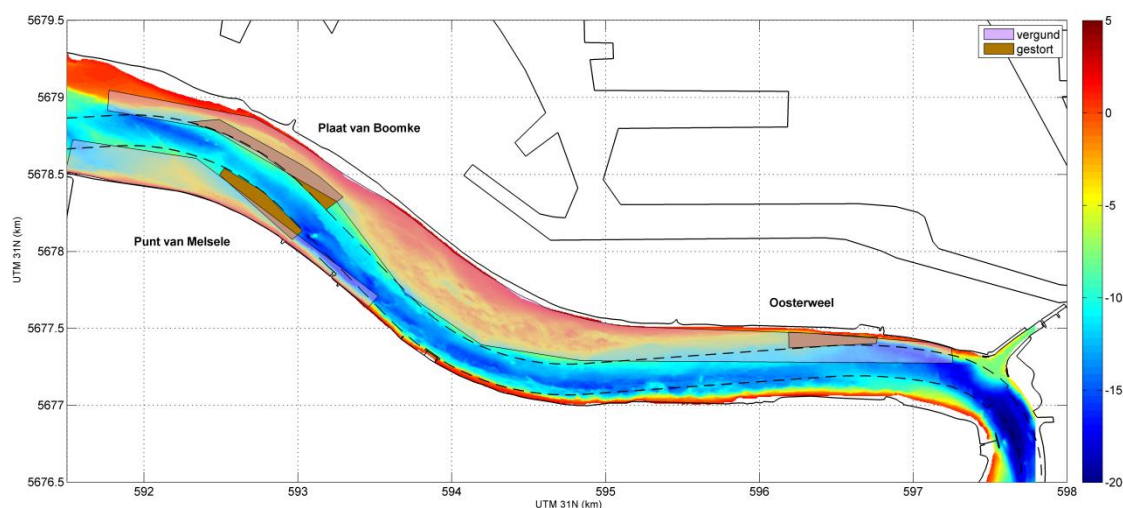 5679.5
5679
5678.5
5678
5677.5
5677
5676.5
UTM 31N (km)
592
593
594
595
596
597
598
UTM 31N (km)
Plaat van Boomke
Punt van Melsele
Oosterweel
vergund
gestort
5
0
-5
-10
-15
-20